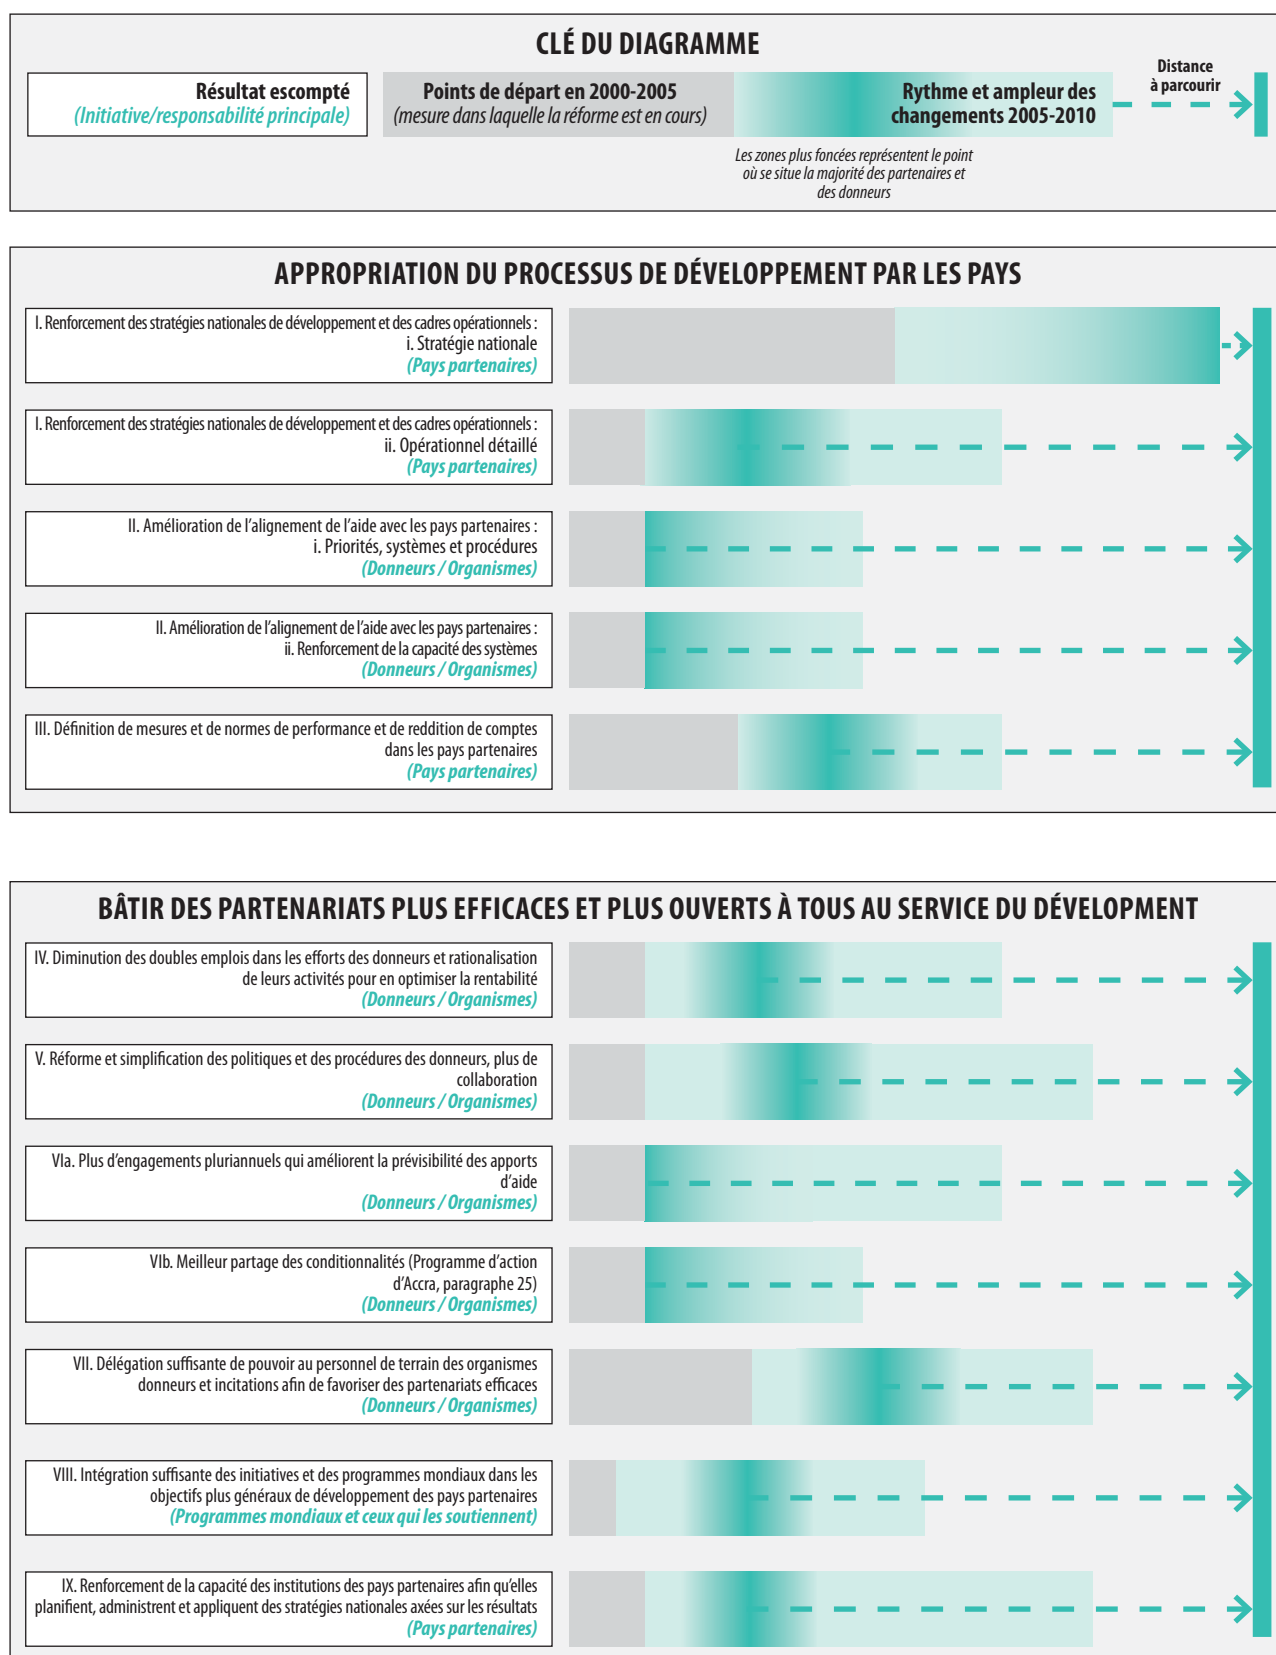 CLÉ DU DIAGRAMME
Résultat escompté
(Initiative/responsabilité principale)
Points de départ en 2000-2005
(mesure dans laquelle la réforme est en cours)
Rythme et ampleur des
changements 2005-2010
Distance
à parcourir
Les zones plus foncées représentent le point
où se situe la majorité des partenaires et
des donneurs
APPROPRIATION DU PROCESSUS DE DÉVELOPPEMENT PAR LES PAYS
I. Renforcement des stratégies nationales de développement et des cadres opérationnels :
i. Stratégie nationale
(Pays partenaires)
I. Renforcement des stratégies nationales de développement et des cadres opérationnels :
ii. Opérationnel détaillé
(Pays partenaires)
II. Amélioration de l'alignement de l'aide avec les pays partenaires :
i. Priorités, systèmes et procédures
(Donneurs / Organismes)
II. Amélioration de l'alignement de l'aide avec les pays partenaires :
ii. Renforcement de la capacité des systèmes
(Donneurs / Organismes)
III. Définition de mesures et de normes de performance et de reddition de comptes
dans les pays partenaires
(Pays partenaires)
BÂTIR DES PARTENARIATS PLUS EFFICACES ET PLUS OUVERTS À TOUS AU SERVICE DU DÉVELOPMENT
IV. Diminution des doubles emplois dans les efforts des donneurs et rationalisation
de leurs activités pour en optimiser la rentabilité
(Donneurs / Organismes)
V. Réforme et simplification des politiques et des procédures des donneurs, plus de
collaboration
(Donneurs / Organismes)
VIa. Plus d'engagements pluriannuels qui améliorent la prévisibilité des apports
d'aide
(Donneurs / Organismes)
VIb. Meilleur partage des conditionnalités (Programme d'action
d'Accra, paragraphe 25)
(Donneurs / Organismes)
VII. Délégation suffisante de pouvoir au personnel de terrain des organismes
donneurs et incitations afin de favoriser des partenariats efficaces
(Donneurs / Organismes)
VIII. Intégration suffisante des initiatives et des programmes mondiaux dans les
objectifs plus généraux de développement des pays partenaires
(Programmes mondiaux et ceux qui les soutiennent)
IX. Renforcement de la capacité des institutions des pays partenaires afin qu'elles
planifient, administrent et appliquent des stratégies nationales axées sur les résultats
(Pays partenaires)